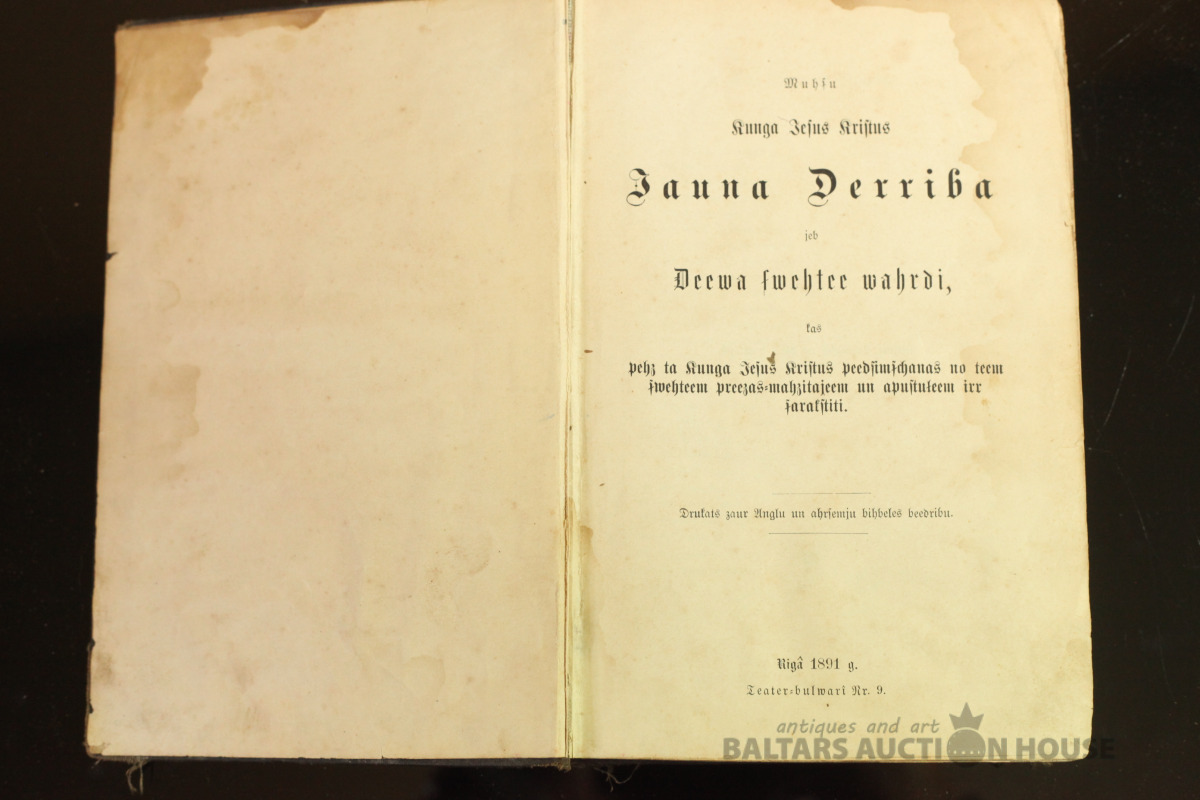 Muhſu
Kunga Jeſus Kriſtus
Jauna Derriba
jeb
Deewa ſwehtee wahrdi,
kas
pehz ta Kunga Jeſus Kriſtus peedſimſchanas no teem
ſwehteem preezas-mahzitajeem un apuſtuleem irr
ſarakſtiti.
Drukats zaur Anglu un ahrſemju bihbeles beedribu.
Rigâ 1891 g.
Teater-bulwarî Nr. 9.
antiques and art
BALTARS AUCTION HOUSE